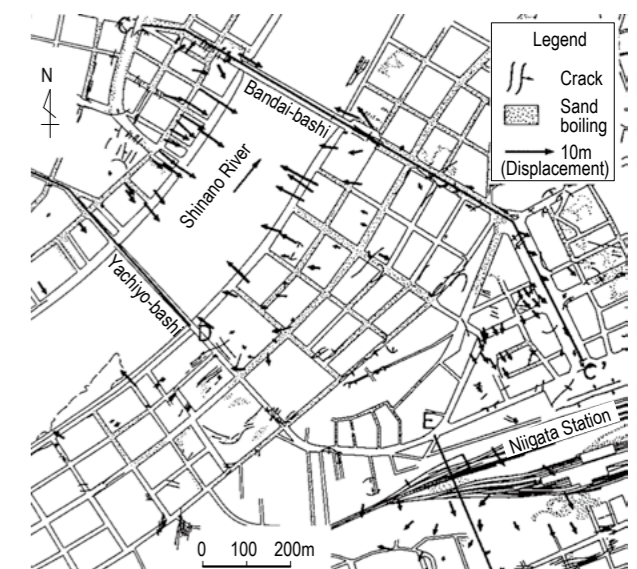 Legend
N
Crack
Sand
boiling
10m
(Displacement)
C
Bandai-bashi
Shinano River
Yachiyo-bashi
D
C'
E
Niigata Station
0 100 200m